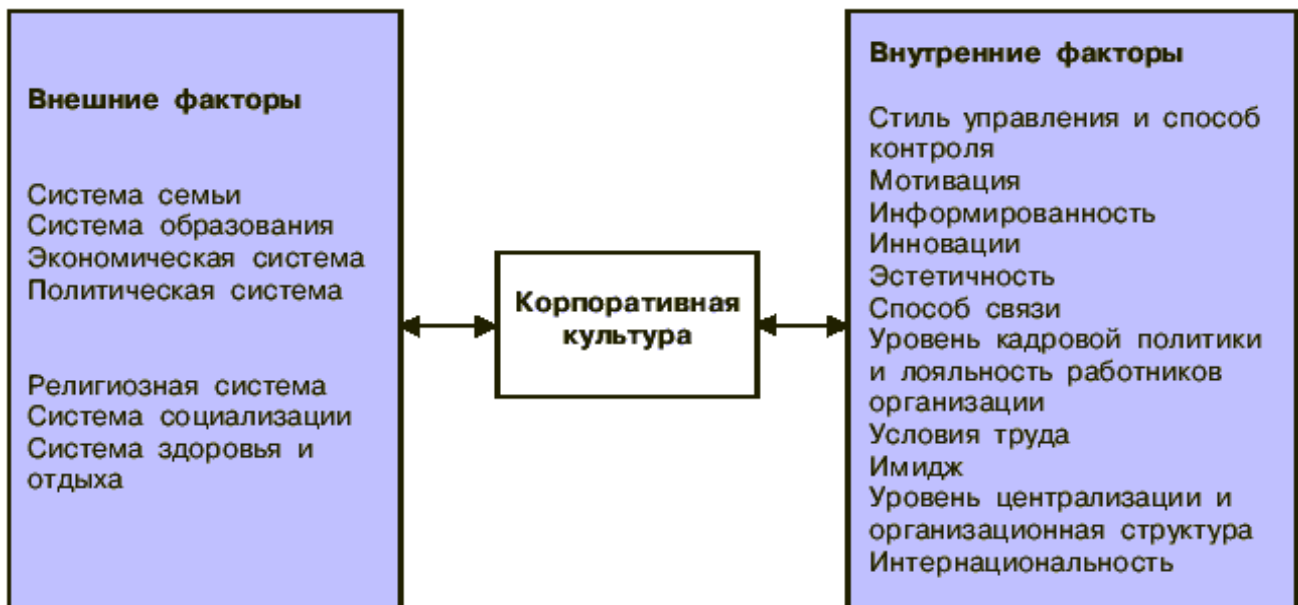 Внешние факторы
Система семьи
Система образования
Экономическая система
Политическая система
Религиозная система
Система социализации
Система здоровья и
отдыха
Корпоративная
культура
Внутренние факторы
Стиль управления и способ
контроля
Мотивация
Информированность
Инновации
Эстетичность
Способ связи
Уровень кадровой политики
и лояльность работников
организации
Условия труда
Имидж
Уровень централизации и
организационная структура
Интернациональность